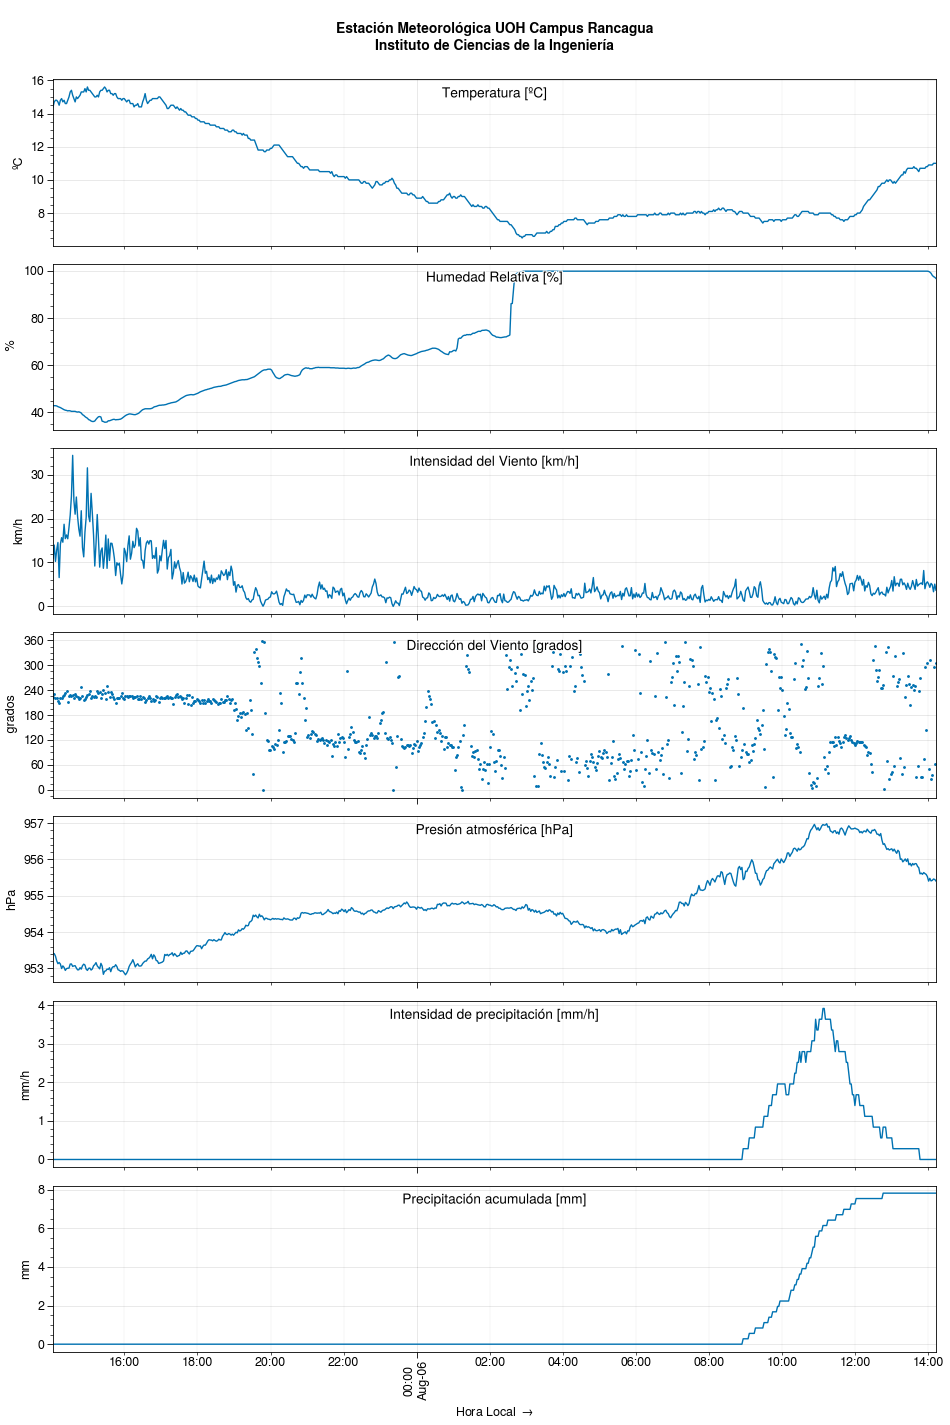 Estación Meteorológica UOH Campus Rancagua
Instituto de Ciencias de la Ingeniería
Temperatura [ºC]
16
14
12
10
8
ºC
Humedad Relativa [%]
100
80
60
40
%
Intensidad del Viento [km/h]
30
20
10
0
km/h
Dirección del Viento [grados]
360
300
240
180
120
60
0
grados
Presión atmosférica [hPa]
957
956
955
954
953
hPa
Intensidad de precipitación [mm/h]
4
3
2
1
0
mm/h
Precipitación acumulada [mm]
8
6
4
2
0
mm
16:00
18:00
20:00
22:00
00:00
Aug-06
02:00
04:00
06:00
08:00
10:00
12:00
14:00
Hora Local →